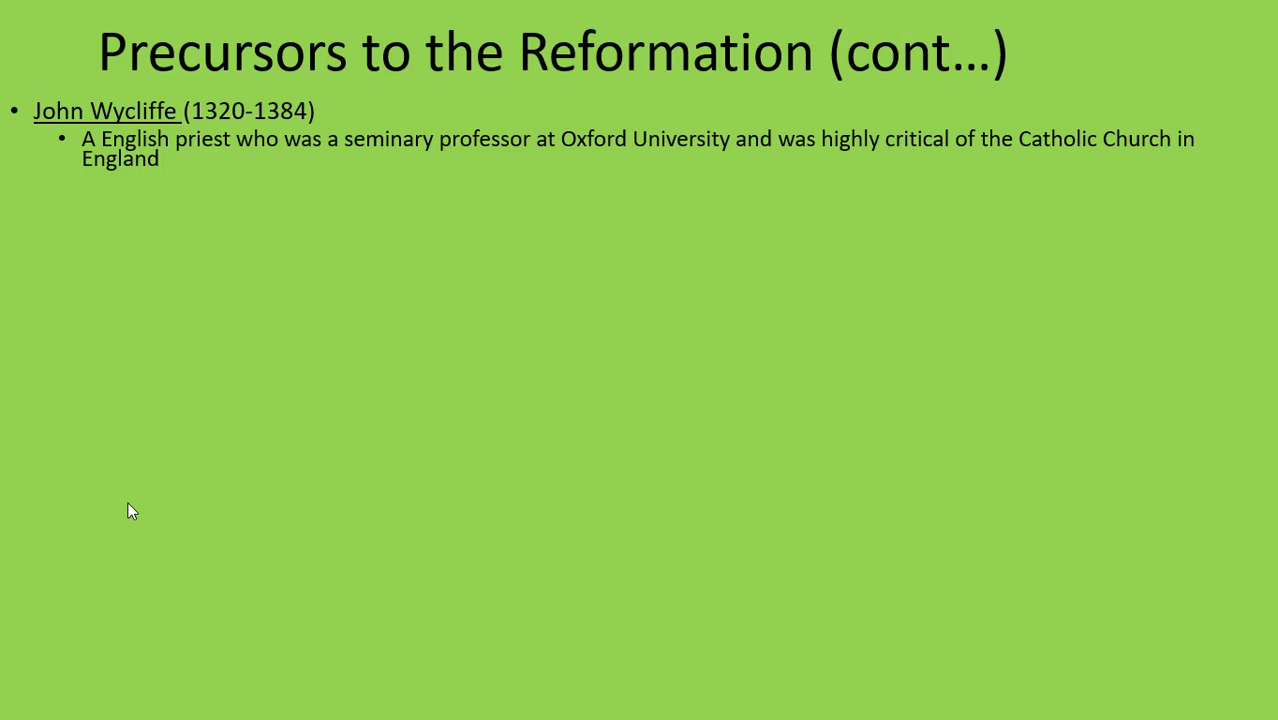 Precursors to the Reformation (cont...)
• John Wycliffe (1320-1384)
• A English priest who was a seminary professor at Oxford University and was highly critical of the Catholic Church in
England